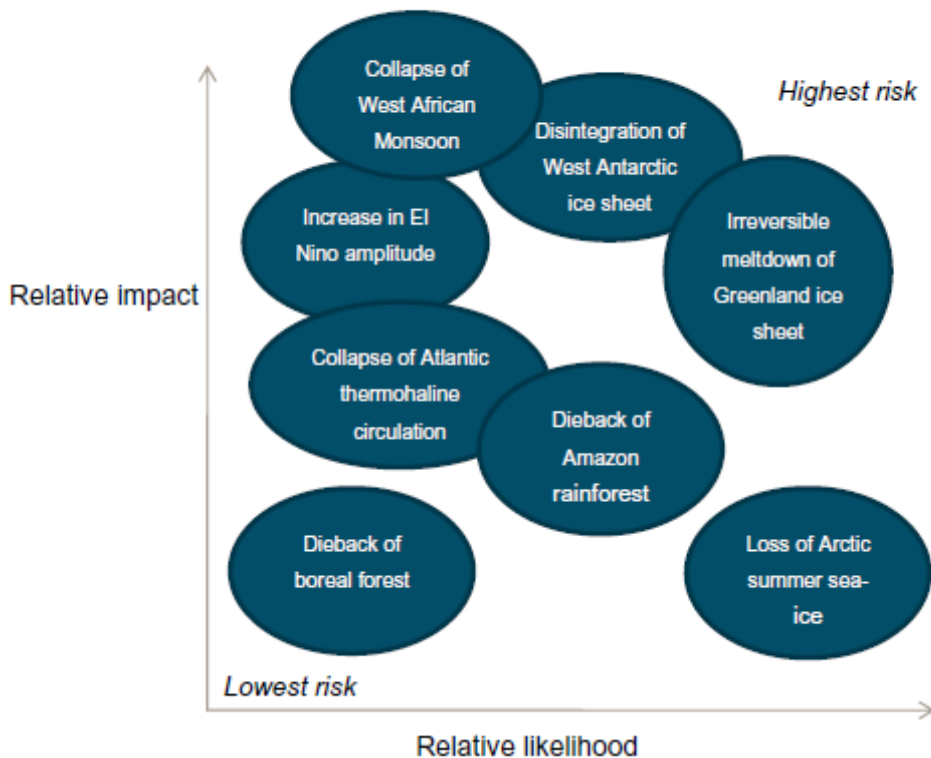 Collapse of
West African
Monsoon
Highest risk
Disintegration of
West Antarctic
ice sheet
Increase in El
Nino amplitude
Irreversible
meltdown of
Greenland ice
sheet
Relative impact
Collapse of Atlantic
thermohaline
circulation
Dieback of
Amazon
rainforest
Dieback of
boreal forest
Loss of Arctic
summer sea-
ice
Lowest risk
Relative likelihood